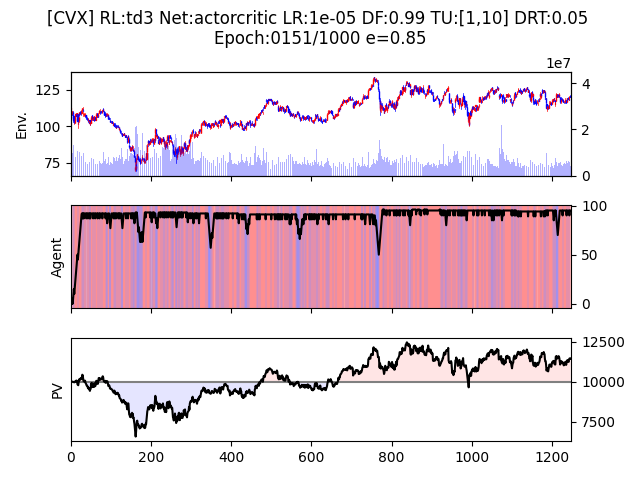 [CVX] RL:td3 Net:actorcritic LR:1e-05 DF:0.99 TU:[1,10] DRT:0.05
Epoch:0151/1000 e=0.85
1e7
Env.
125
100
75
4
2
0
Agent
100
50
0
PV
12500
10000
7500
0 200 400 600 800 1000 1200